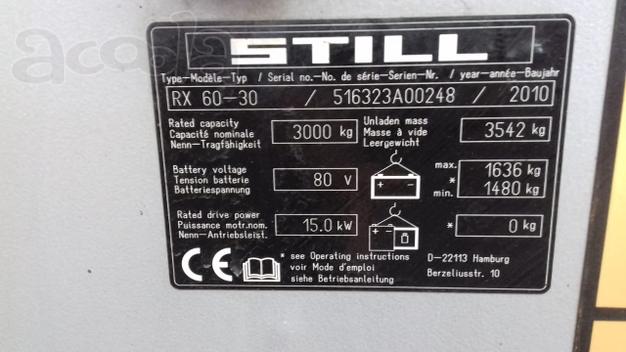 STILL
Type-Modèle-Typ / Serial no.-No. de série-Serien-Nr. / year-année-Baujahr
RX 60-30 / 516323A00248 / 2010
Rated capacity
Capacité nominale
Nenn-Tragfähigkeit
3000 kg
Unladen mass
Masse à vide
Leergewicht
3542 kg
Battery voltage
Tension batterie
Batteriespannung
80 V
max. 1636 kg
*
min. 1480 kg
Rated drive power
Puissance motr.nom.
Nenn-Antriebsleist.
15.0 kW
* 0 kg
CE
* see Operating instructions
voir Mode d'emploi
siehe Betriebsanleitung
D-22113 Hamburg
Berzeliusstr. 10